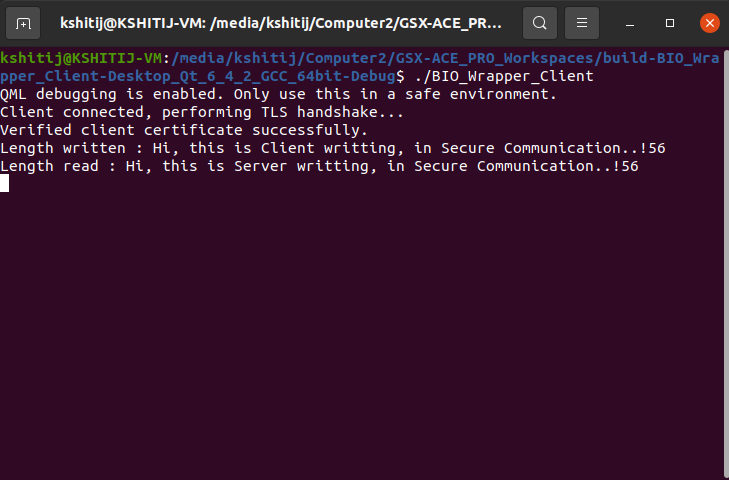 kshitij@KSHITIJ-VM: /media/kshitij/Computer2/GSX-ACE_PR...
kshitij@KSHITIJ-VM:/media/kshitij/Computer2/GSX-ACE_PRO_Workspaces/build-BIO_Wra
pper_Client-Desktop_Qt_6_4_2_GCC_64bit-Debug$ ./BIO_Wrapper_Client
QML debugging is enabled. Only use this in a safe environment.
Client connected, performing TLS handshake...
Verified client certificate successfully.
Length written : Hi, this is Client writting, in Secure Communication..!56
Length read : Hi, this is Server writting, in Secure Communication..!56